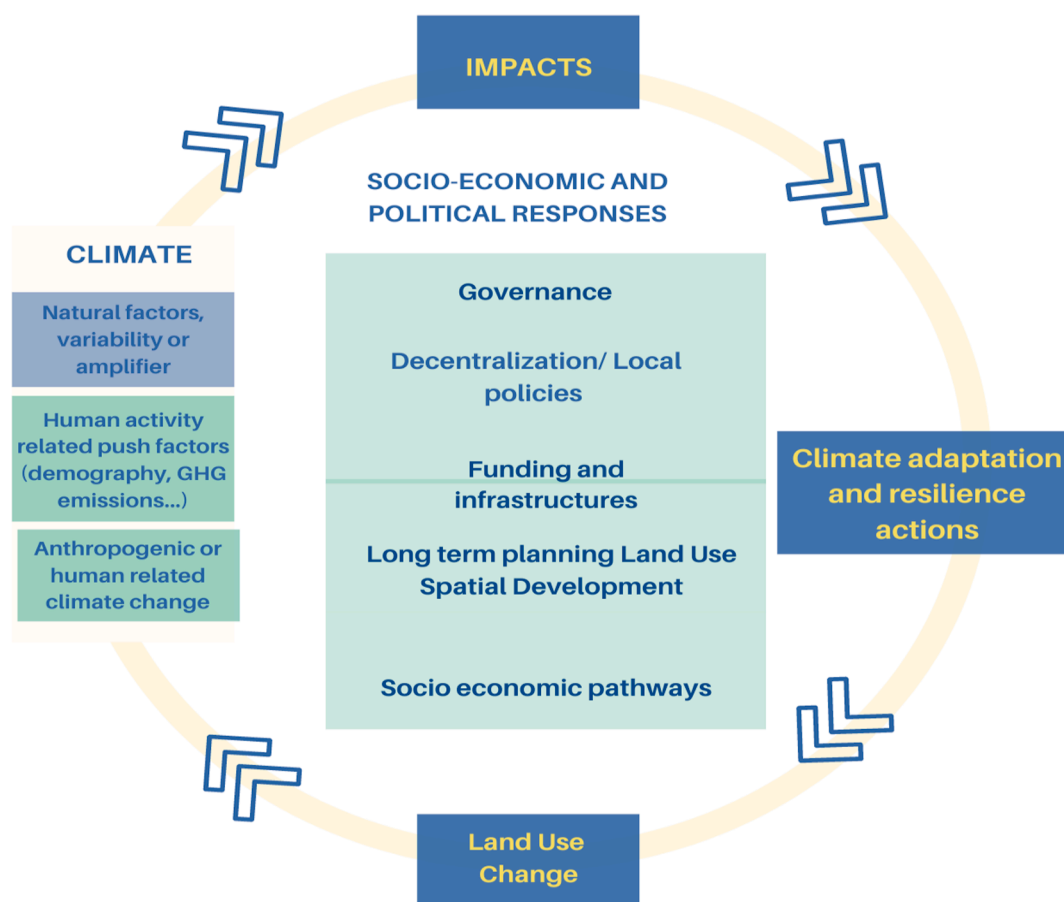 IMPACTS
SOCIO-ECONOMIC AND
POLITICAL RESPONSES
CLIMATE
Natural factors,
variability or
amplifier
Human activity
related push factors
(demography, GHG
emissions...)
Anthropogenic or
human related
climate change
Governance
Decentralization/ Local
policies
Funding and
infrastructures
Long term planning Land Use
Spatial Development
Socio economic pathways
Climate adaptation
and resilience
actions
Land Use
Change